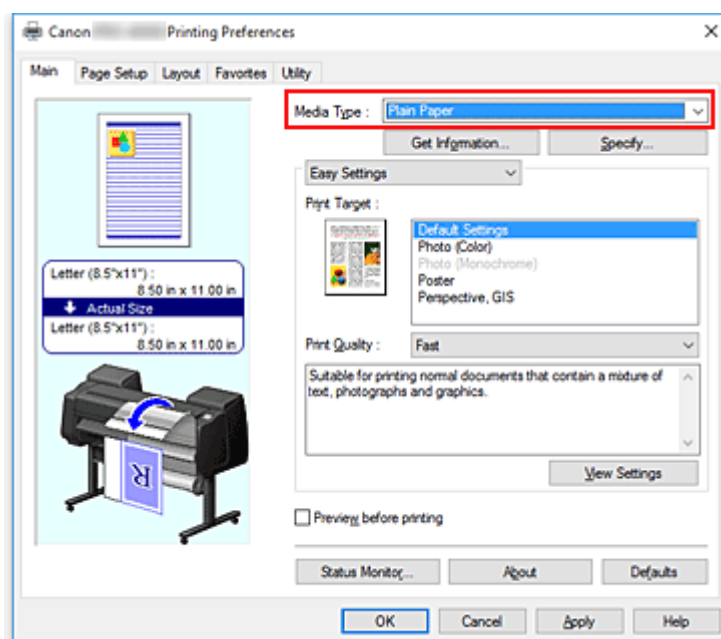 Canon Printing Preferences
Main Page Setup Layout Favorites Utility
Media Type : Plain Paper
Get Information... Specify...
Easy Settings
Print Target :
Default Settings
Photo (Color)
Photo (Monochrome)
Poster
Perspective, GIS
Letter (8.5"x11") :
8.50 in x 11.00 in
Actual Size
Letter (8.5"x11") :
8.50 in x 11.00 in
Print Quality : Fast
Suitable for printing normal documents that contain a mixture of
text, photographs and graphics.
R
View Settings
Preview before printing
Status Monitor... About Defaults
OK Cancel Apply Help